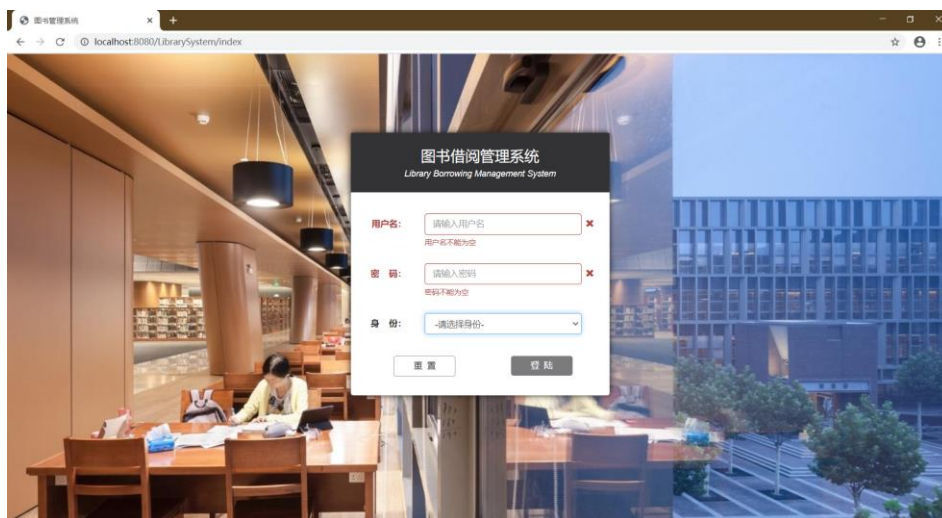 图书管理系统
localhost:8080/LibrarySystem/index
图书借阅管理系统
Library Borrowing Management System
用户名: 请输入用户名
用户名不能为空
密 码: 请输入密码
密码不能为空
身 份: -请选择身份-
重 置 登 陆